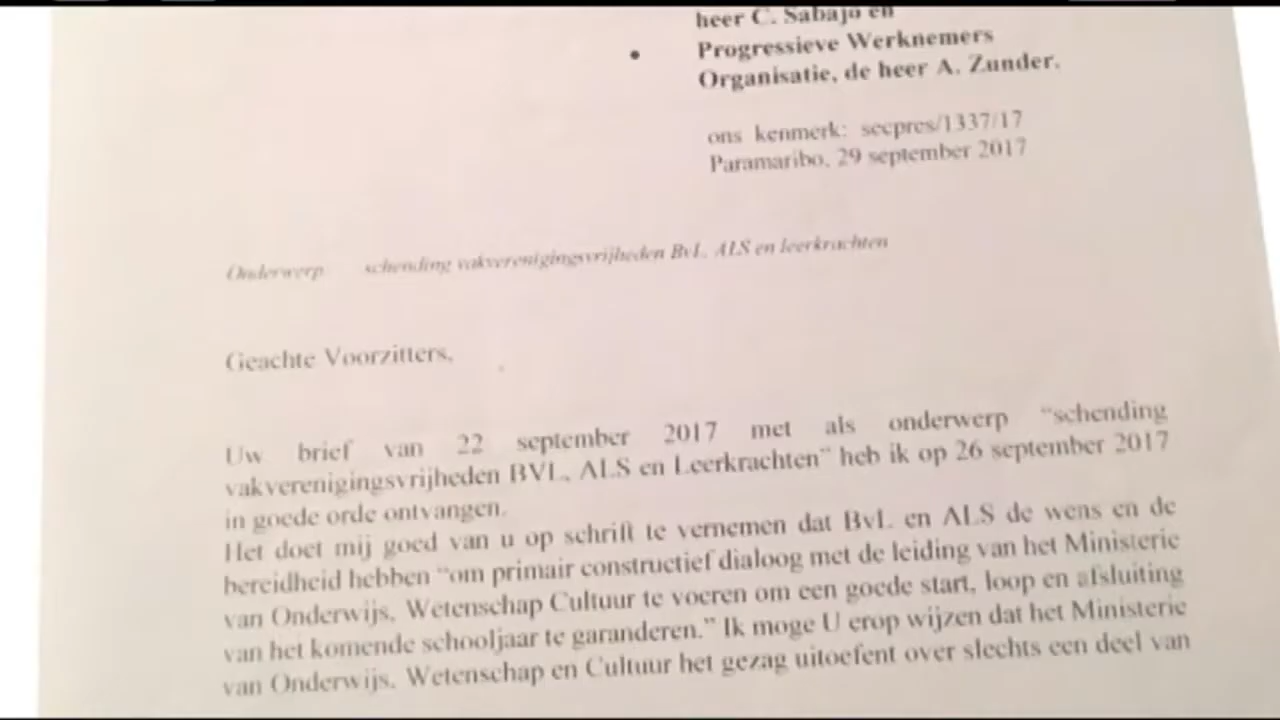 heer C. Sabajo en
• Progressieve Werknemers
Organisatie, de heer A. Zunder.
ons kenmerk: secpres/1337/17
Paramaribo, 29 september 2017
Onderwerp schending vakverenigingsvrijheden BvL, ALS en leerkrachten
Geachte Voorzitters,
Uw brief van 22 september 2017 met als onderwerp “schending
vakverenigingsvrijheden BVL, ALS en Leerkrachten” heb ik op 26 september 2017
in goede orde ontvangen.
Het doet mij goed van u op schrift te vernemen dat BvL en ALS de wens en de
bereidheid hebben “om primair constructief dialoog met de leiding van het Ministerie
van Onderwijs, Wetenschap Cultuur te voeren om een goede start, loop en afsluiting
van het komende schooljaar te garanderen.” Ik moge U erop wijzen dat het Ministerie
van Onderwijs, Wetenschap en Cultuur het gezag uitoefent over slechts een deel van